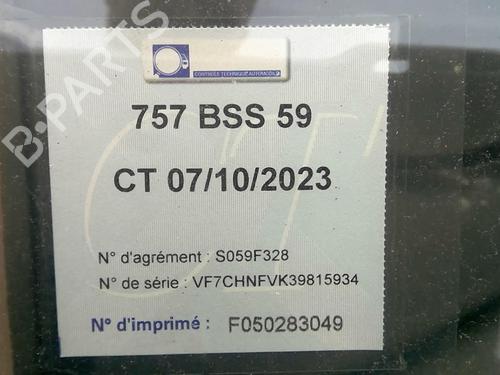 CONTRÔLE TECHNIQUE AUTOMOBILE
757 BSS 59
CT 07/10/2023
N° d'agrément : S059F328
N° de série : VF7CHNFVK39815934
N° d'imprimé : F050283049
B-PARTS